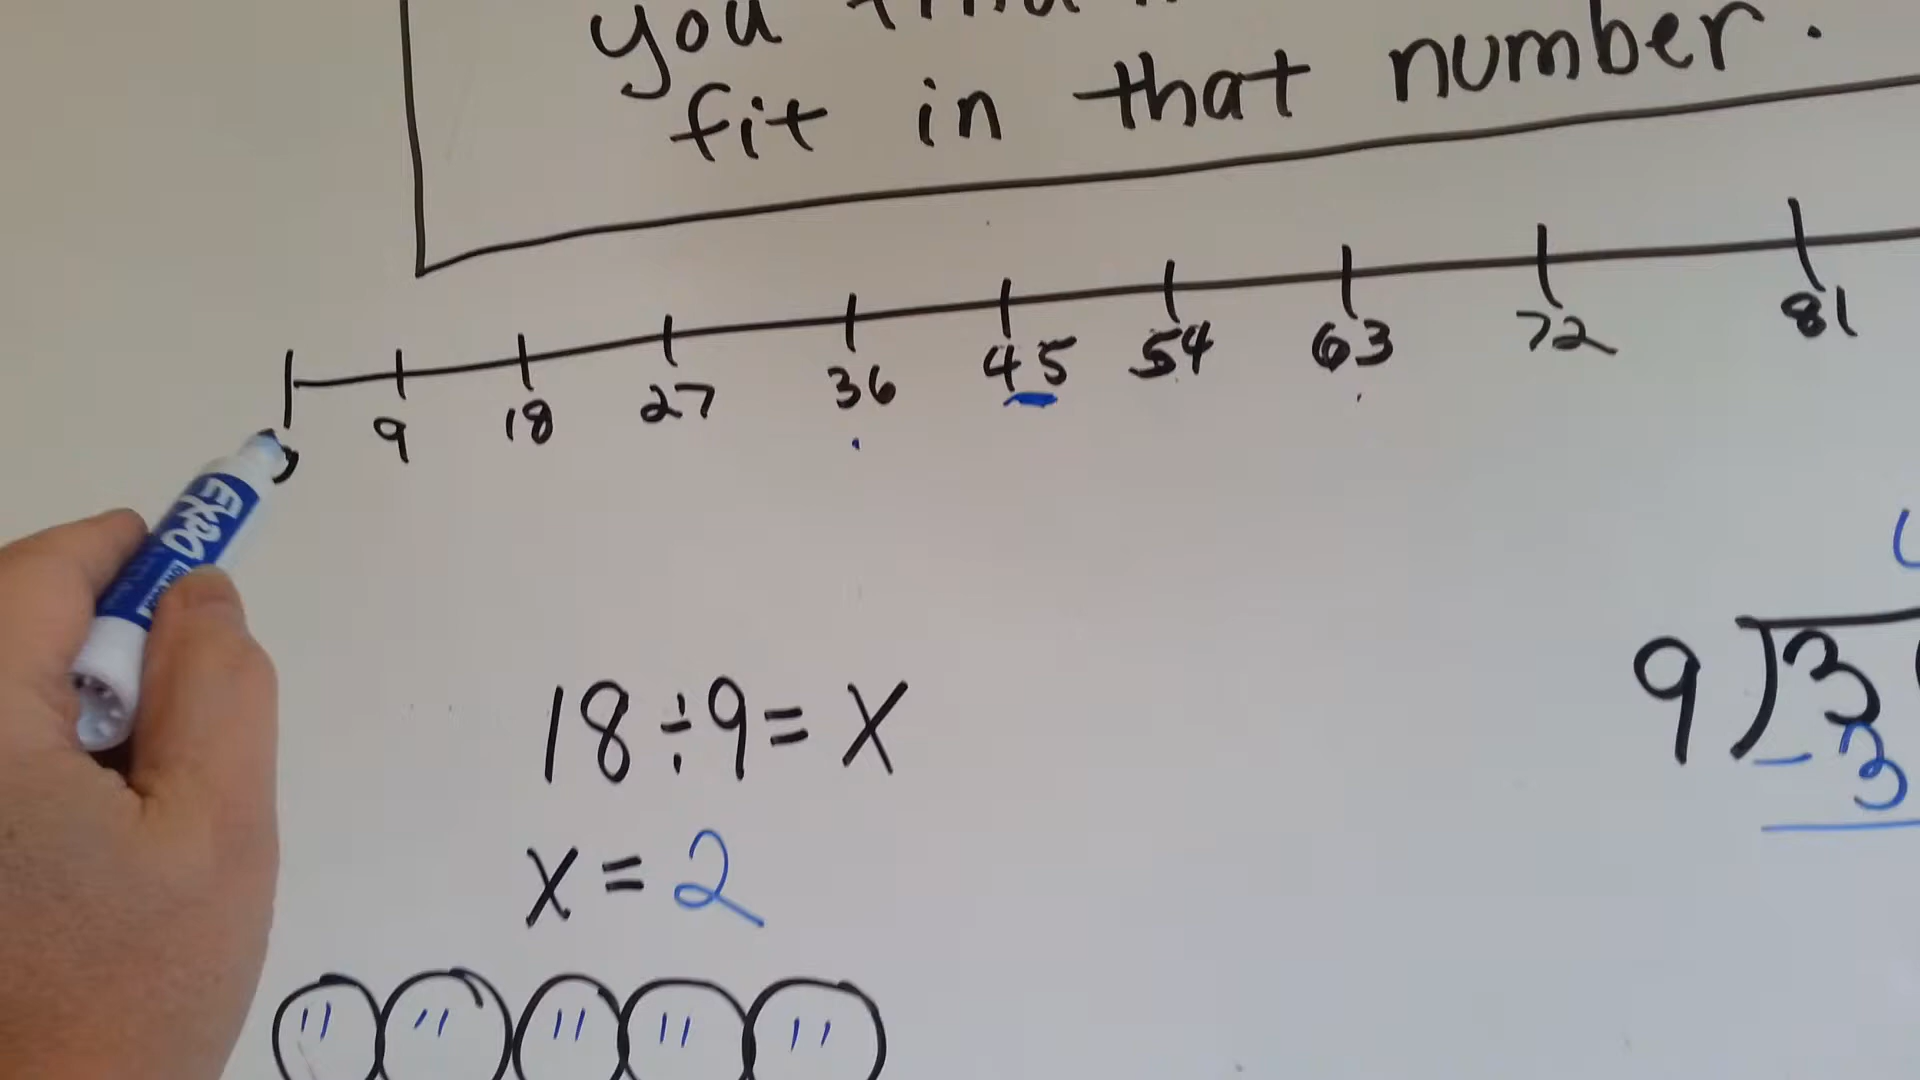 you
fit in that number.
9 18 27 36 45 54 63 72 81
EXPO
18÷9=X
9 3
- 3
X=2